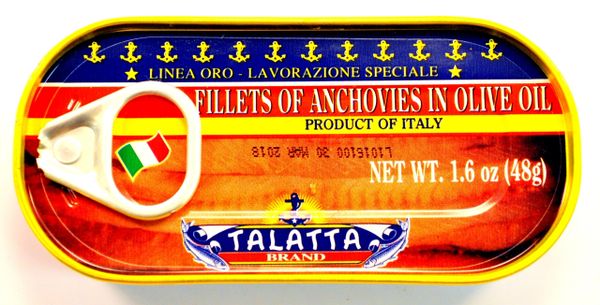 ★ LINEA ORO - LAVORAZIONE SPECIALE ★
FILLETS OF ANCHOVIES IN OLIVE OIL
PRODUCT OF ITALY
L1015100 30 MAR 2018
NET WT. 1.6 oz (48g)
TALATTA
BRAND